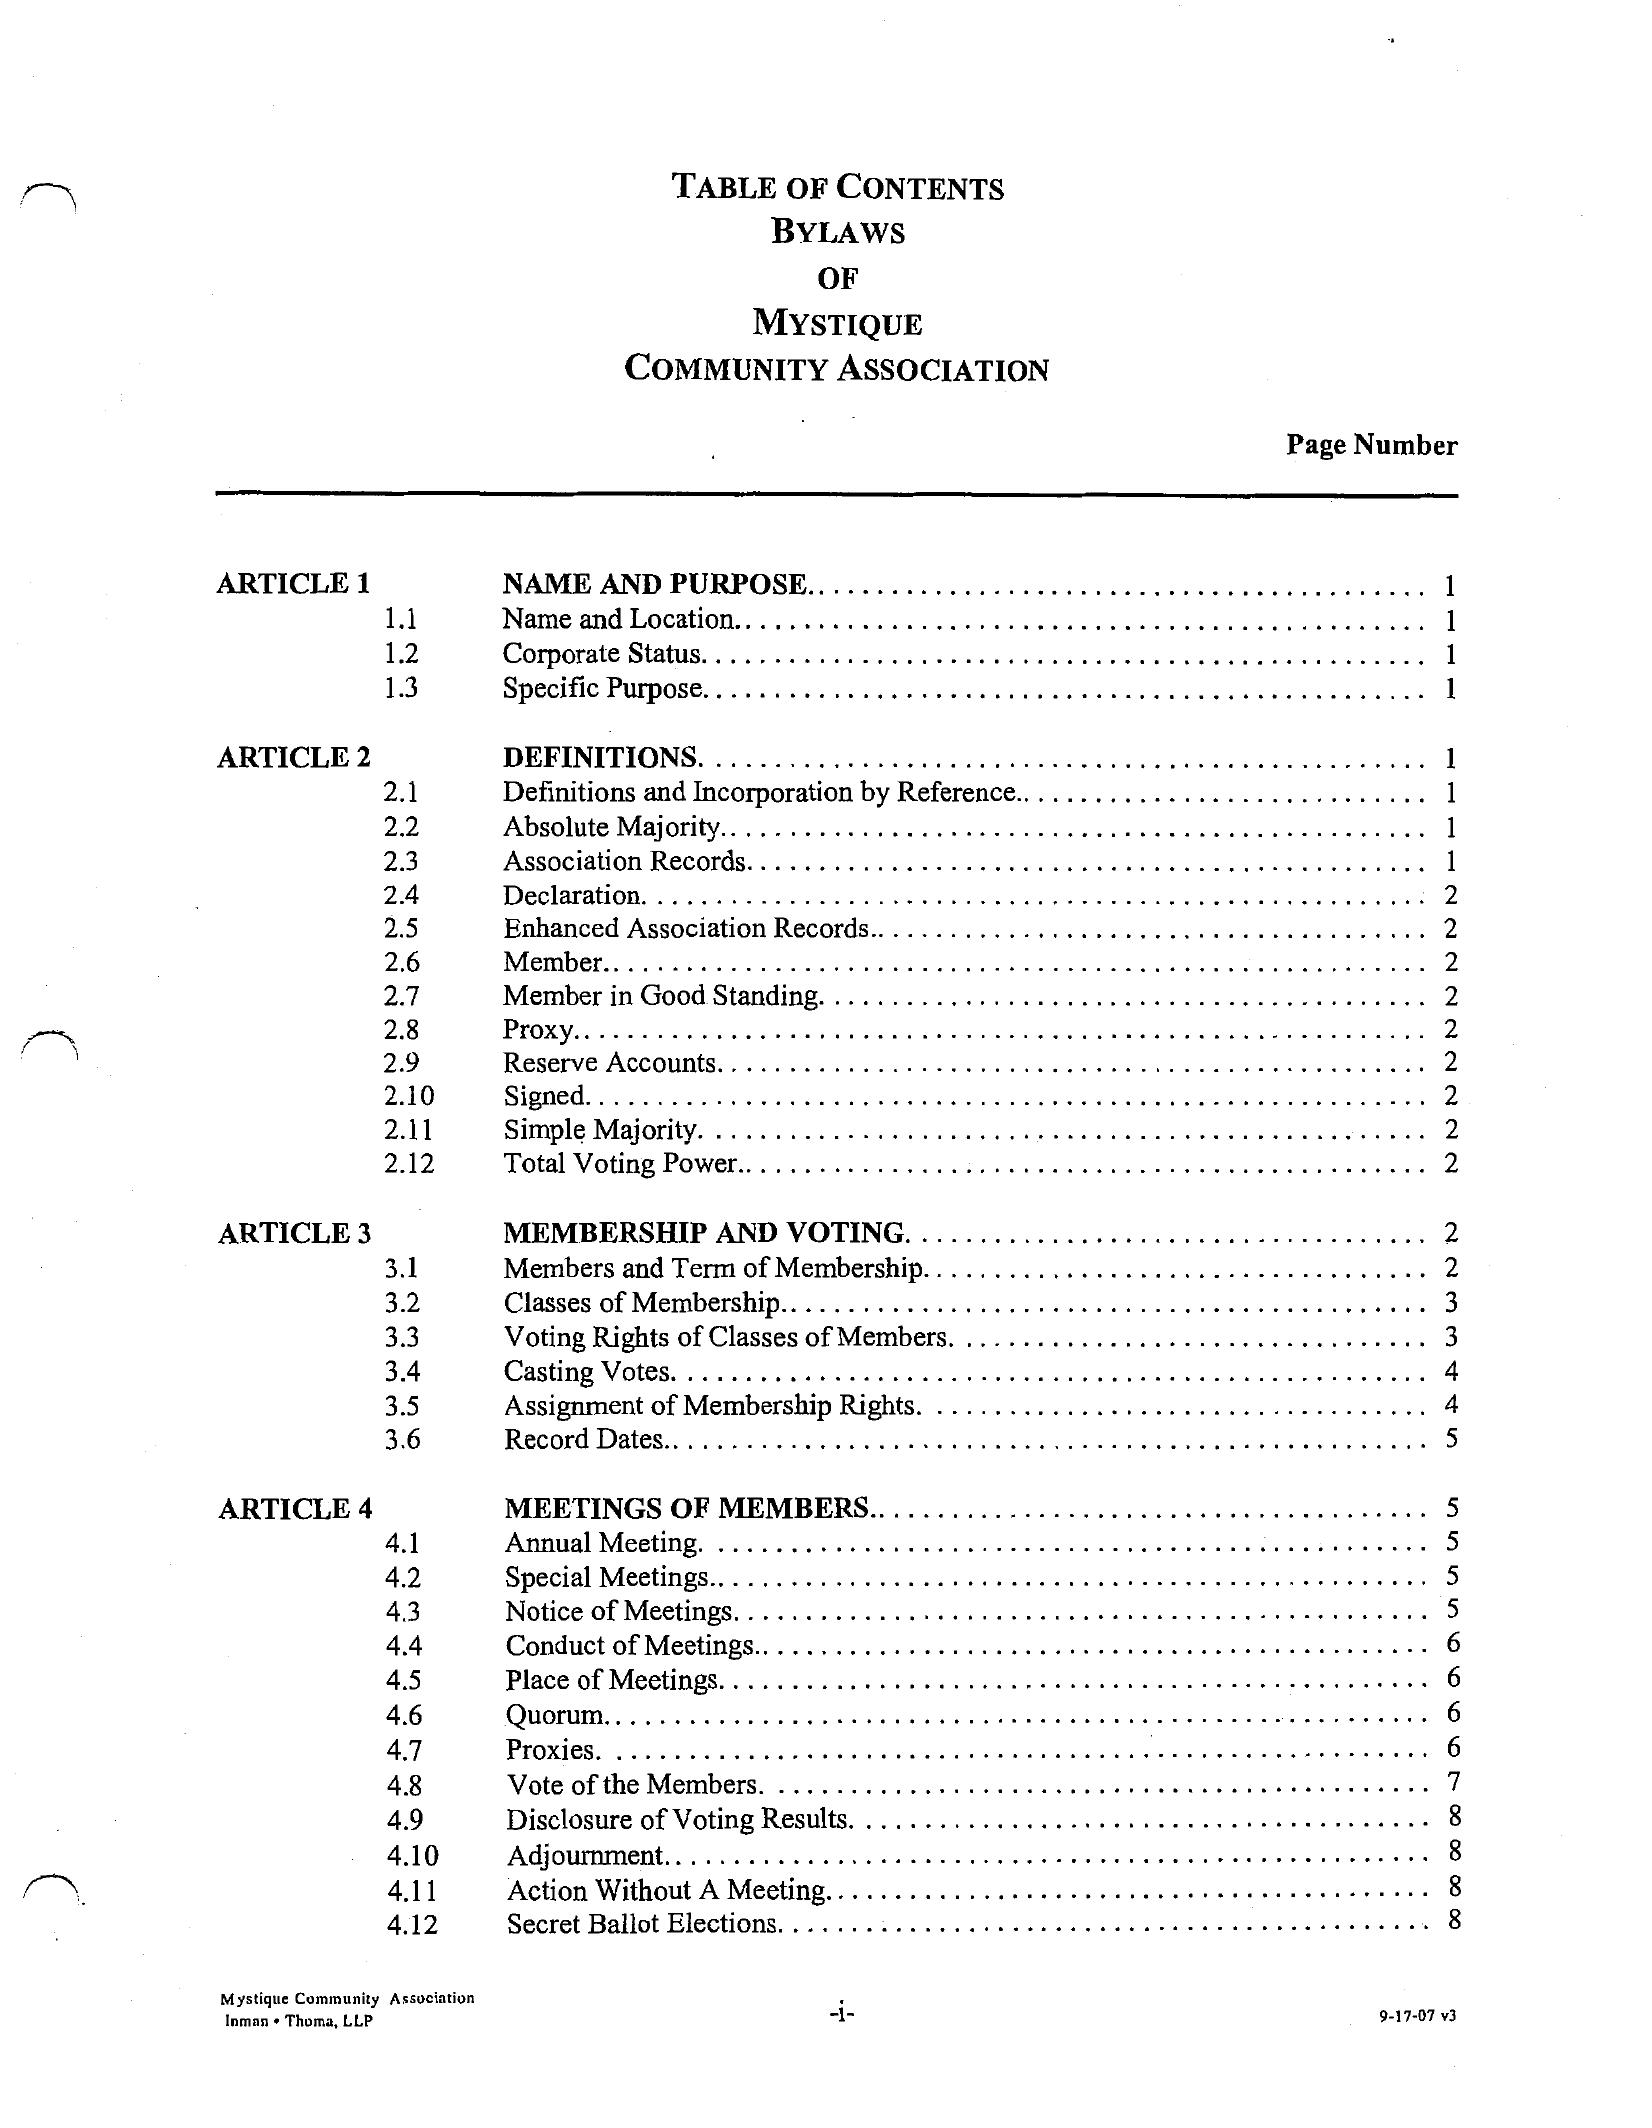 TABLE OF CONTENTS
BYLAWS
OF
MYSTIQUE
COMMUNITY ASSOCIATION
Page Number
ARTICLE 1 NAME AND PURPOSE. 1
1.1 Name and Location. 1
1.2 Corporate Status. 1
1.3 Specific Purpose. 1
ARTICLE 2 DEFINITIONS. 1
2.1 Definitions and Incorporation by Reference. 1
2.2 Absolute Majority. 1
2.3 Association Records. 1
2.4 Declaration. 2
2.5 Enhanced Association Records. 2
2.6 Member. 2
2.7 Member in Good Standing. 2
2.8 Proxy. 2
2.9 Reserve Accounts. 2
2.10 Signed. 2
2.11 Simple Majority. 2
2.12 Total Voting Power. 2
ARTICLE 3 MEMBERSHIP AND VOTING. 2
3.1 Members and Term of Membership. 2
3.2 Classes of Membership. 3
3.3 Voting Rights of Classes of Members. 3
3.4 Casting Votes. 4
3.5 Assignment of Membership Rights. 4
3.6 Record Dates. 5
ARTICLE 4 MEETINGS OF MEMBERS. 5
4.1 Annual Meeting. 5
4.2 Special Meetings. 5
4.3 Notice of Meetings. 5
4.4 Conduct of Meetings. 6
4.5 Place of Meetings. 6
4.6 Quorum. 6
4.7 Proxies. 6
4.8 Vote of the Members. 7
4.9 Disclosure of Voting Results. 8
4.10 Adjournment. 8
4.11 Action Without A Meeting. 8
4.12 Secret Ballot Elections. 8
Mystique Community Association
Inman • Thoma, LLP
-i-
9-17-07 v3